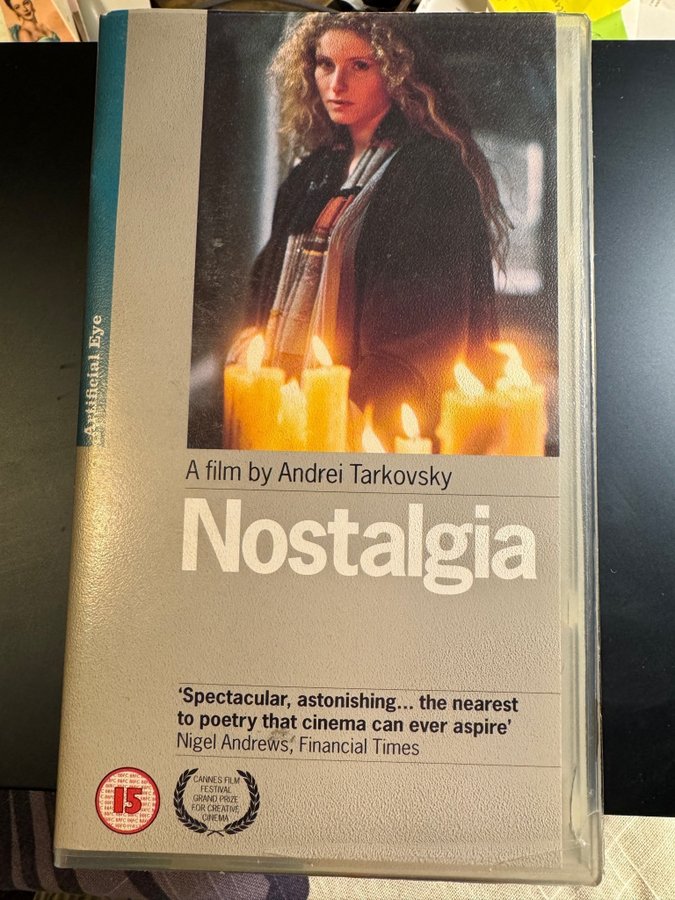 Artificial Eye
A film by Andrei Tarkovsky
Nostalgia
‘Spectacular, astonishing... the nearest
to poetry that cinema can ever aspire’
Nigel Andrews, Financial Times
15
CANNES FILM
FESTIVAL
GRAND PRIZE
FOR CREATIVE
CINEMA